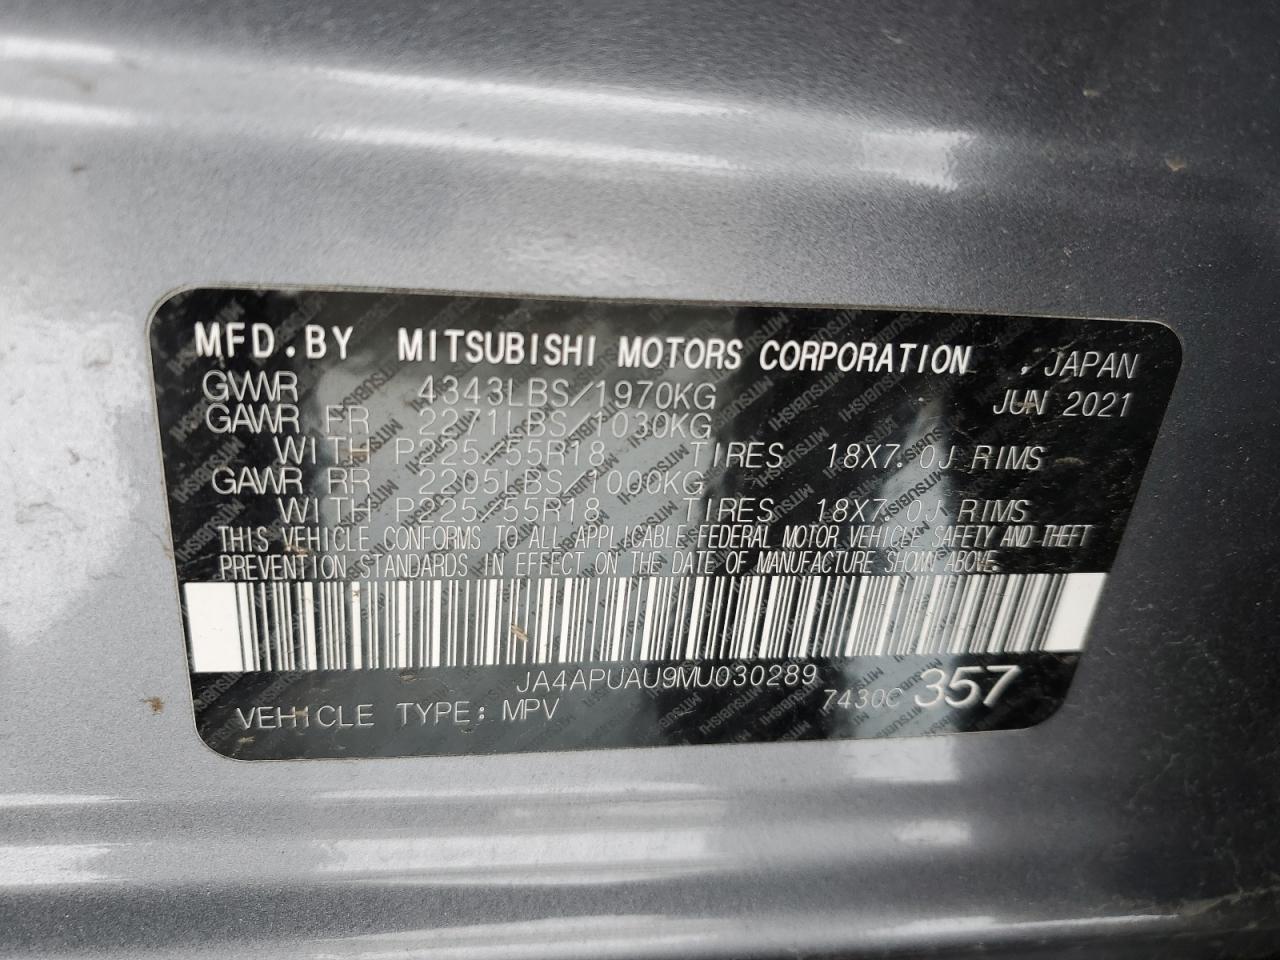 MFD.BY MITSUBISHI MOTORS CORPORATION , JAPAN
GVWR 4343LBS/1970KG JUN 2021
GAWR FR 2271LBS/1030KG
WITH P225/55R18 TIRES 18X7.0J RIMS
GAWR RR 2205LBS/1000KG
WITH P225/55R18 TIRES 18X7.0J RIMS
THIS VEHICLE CONFORMS TO ALL APPLICABLE FEDERAL MOTOR VEHICLE SAFETY AND THEFT
PREVENTION STANDARDS IN EFFECT ON THE DATE OF MANUFACTURE SHOWN ABOVE.
JA4APUAU9MU030289
VEHICLE TYPE: MPV 7430C 357